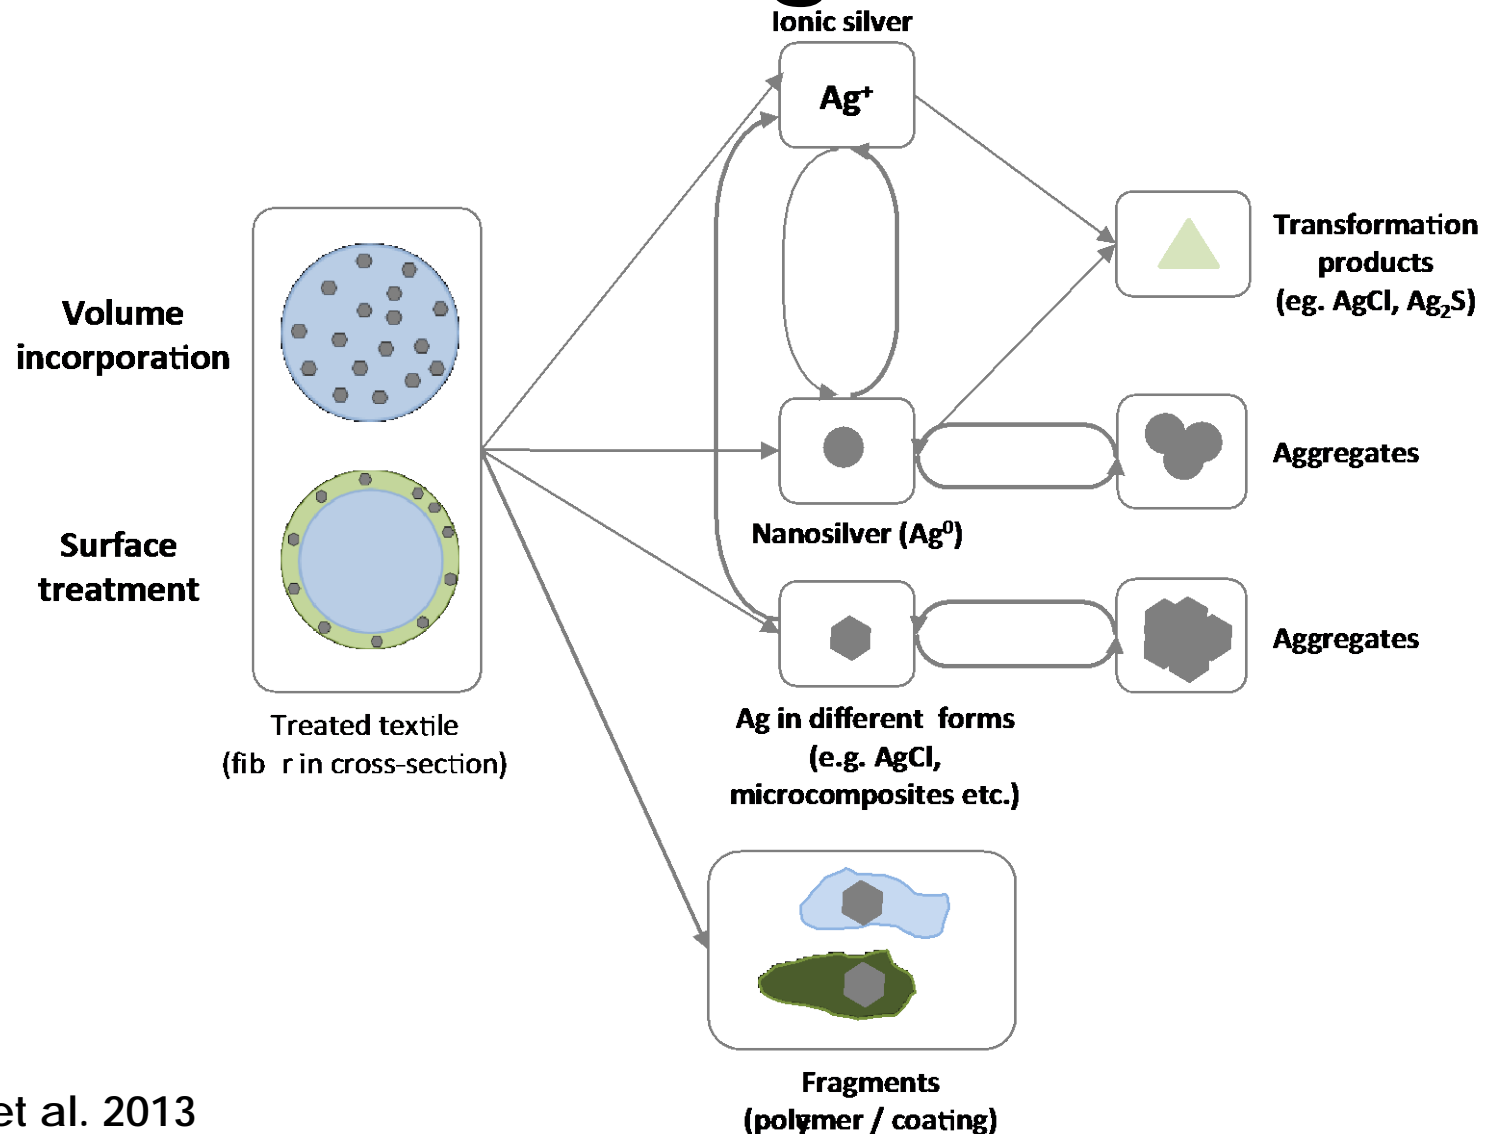 Ionic silver
Ag⁺
Transformation
products
(eg. AgCl, Ag₂S)
Volume
incorporation
Aggregates
Nanosilver (Ag⁰)
Surface
treatment
Aggregates
Treated textile
(fib r in cross-section)
Ag in different forms
(e.g. AgCl,
microcomposites etc.)
Fragments
(polymer / coating)
et al. 2013